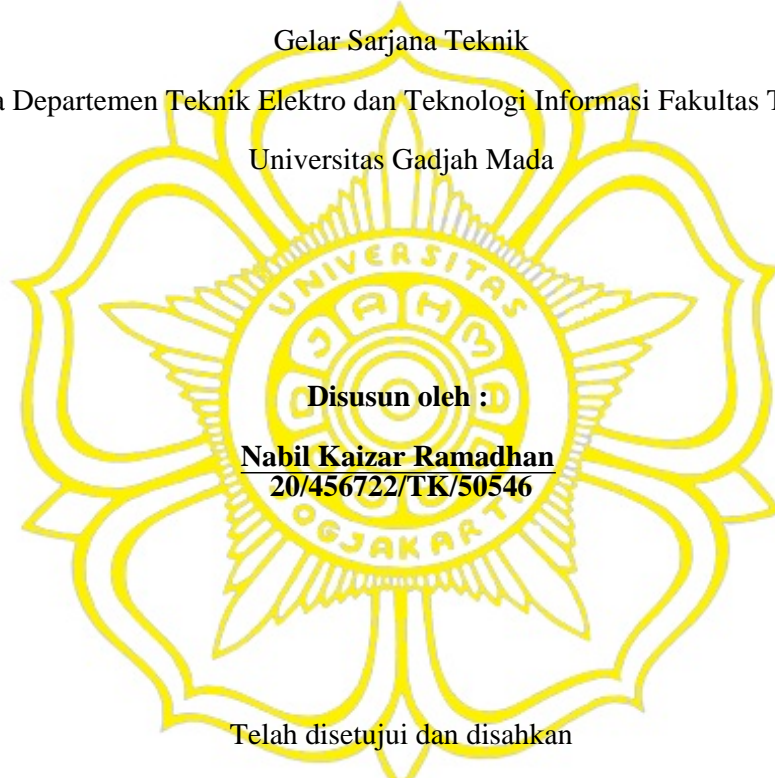 Gelar Sarjana Teknik
Departemen Teknik Elektro dan Teknologi Informasi Fakultas
Universitas Gadjah Mada
UNIVERSITAS
Disusun oleh :
Nabil Kaizar Ramadhan
20/456722/TK/50546
Telah disetujui dan disahkan